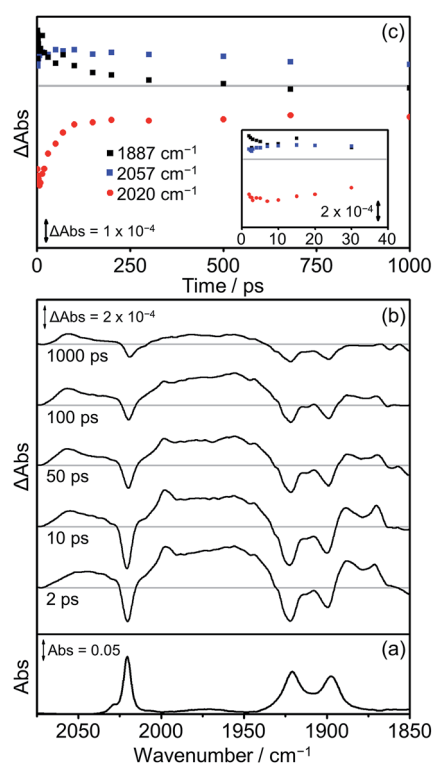 (c)
ΔAbs
1887 cm⁻¹
2057 cm⁻¹
2020 cm⁻¹
ΔAbs = 1 x 10⁻⁴
2 x 10⁻⁴
0 10 20 30 40
0 250 500 750 1000
Time / ps
ΔAbs = 2 x 10⁻⁴
(b)
ΔAbs
1000 ps
100 ps
50 ps
10 ps
2 ps
(a)
Abs = 0.05
Abs
2050 2000 1950 1900 1850
Wavenumber / cm⁻¹